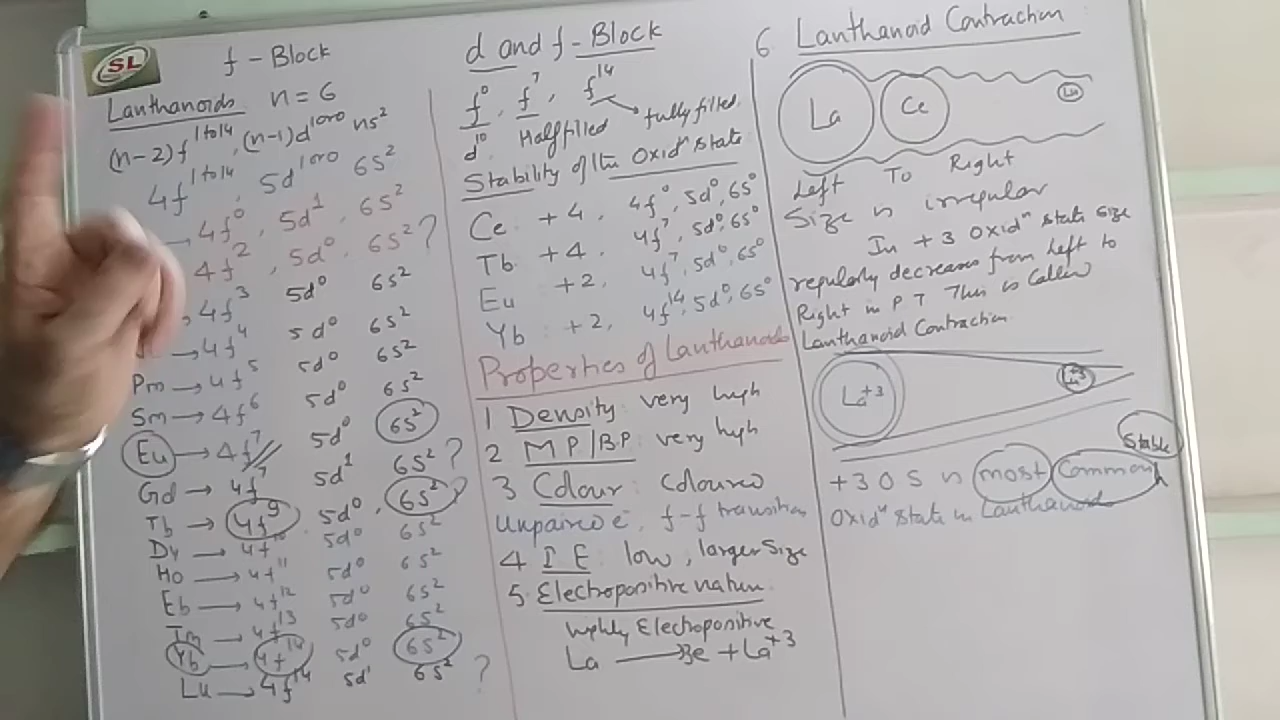 SL
f - Block
Lanthanoids n = 6
(n-2)f¹ᵗᵒ¹⁴, (n-1)d¹ᵒʳ⁰ ns²
4f¹ᵗᵒ¹⁴, 5d¹ᵒʳ⁰ 6s²
→ 4f⁰, 5d¹, 6s²
4f², 5d⁰, 6s² ?
4f³ 5d⁰ 6s²
→ 4f⁴ 5d⁰ 6s²
Pm → 4f⁵ 5d⁰ 6s²
Sm → 4f⁶ 5d⁰ 6s²
Eu → 4f⁷ 5d⁰ 6s²
Gd → 4f⁷ 5d¹ 6s² ?
Tb → 4f⁹ 5d⁰, 6s² ?
Dy → 4f¹⁰ 5d⁰ 6s²
Ho → 4f¹¹ 5d⁰ 6s²
Eb → 4f¹² 5d⁰ 6s²
Tm → 4f¹³ 5d⁰ 6s²
Yb → 4f¹⁴ 5d⁰ 6s²
Lu → 4f¹⁴ 5d¹ 6s² ?
d and f - Block
f⁰, f⁷, f¹⁴
d¹⁰ Half filled → fully filled
Stability of the Oxidⁿ State
Ce +4, 4f⁰, 5d⁰, 6s⁰
Tb +4, 4f⁷, 5d⁰, 6s⁰
Eu +2, 4f⁷, 5d⁰, 6s⁰
Yb : +2, 4f¹⁴, 5d⁰, 6s⁰
Properties of Lanthanoids
1 Density : very high
2 M P / B P : very high
3 Colour : Coloured
Unpaired e⁻, f-f transition
4 I E : low, larger Size
5 Electropositive nature
highly Electropositive
La → 3e + La⁺³
6 Lanthanoid Contraction
La Ce Lu
Left To Right
Size is irregular
In +3 Oxidⁿ state size
regularly decreases from left to
Right in P T This is called
Lanthanoid Contraction
La⁺³ Lu⁺³
Stable
+3 O S is most Common
Oxidⁿ State in Lanthanoid